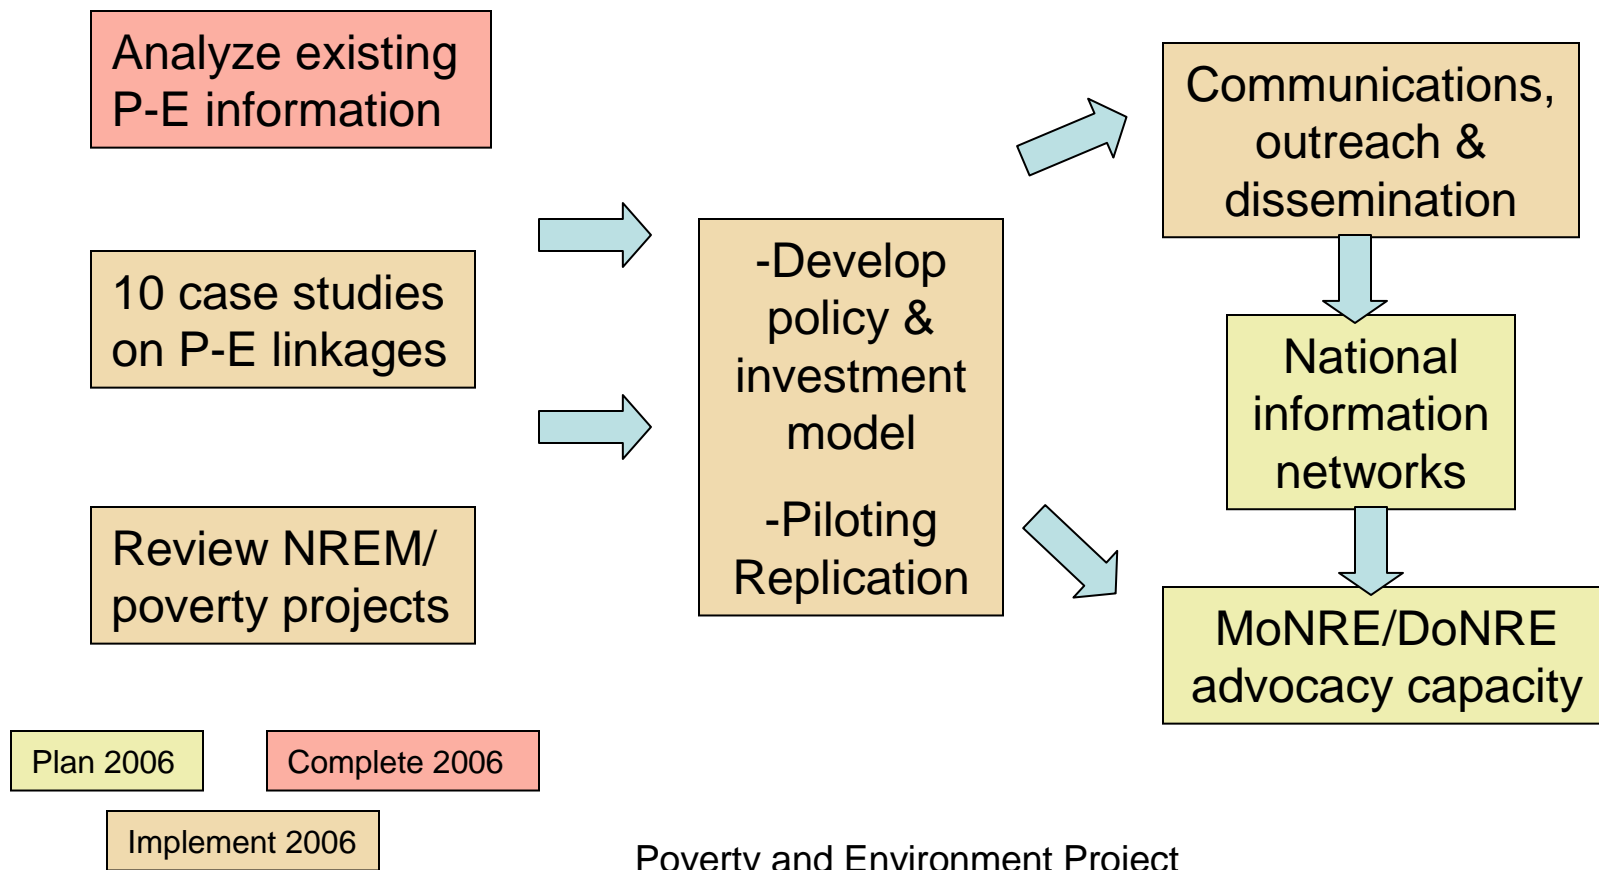 Analyze existing
P-E information
10 case studies
on P-E linkages
Review NREM/
poverty projects
-Develop
policy &
investment
model
-Piloting
Replication
Communications,
outreach &
dissemination
National
information
networks
MoNRE/DoNRE
advocacy capacity
Plan 2006
Complete 2006
Implement 2006
Poverty and Environment Project